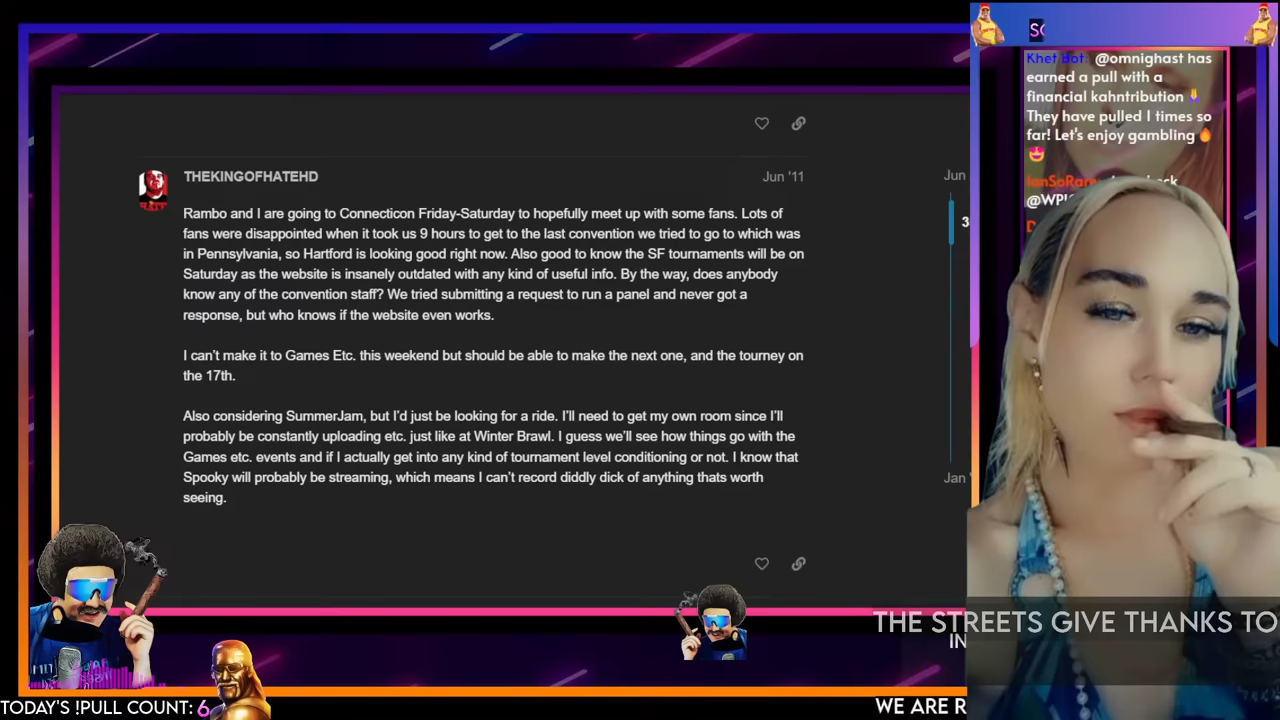 SO
Khet Bot: @omnighast has
earned a pull with a
financial kahntribution
They have pulled 1 times so
far! Let's enjoy gambling
THEKINGOFHATEHD
Jun '11
Rambo and I are going to Connecticon Friday-Saturday to hopefully meet up with some fans. Lots of
fans were disappointed when it took us 9 hours to get to the last convention we tried to go to which was
in Pennsylvania, so Hartford is looking good right now. Also good to know the SF tournaments will be on
Saturday as the website is insanely outdated with any kind of useful info. By the way, does anybody
know any of the convention staff? We tried submitting a request to run a panel and never got a
response, but who knows if the website even works.
I can't make it to Games Etc. this weekend but should be able to make the next one, and the tourney on
the 17th.
Also considering SummerJam, but I'd just be looking for a ride. I'll need to get my own room since I'll
probably be constantly uploading etc. just like at Winter Brawl. I guess we'll see how things go with the
Games etc. events and if I actually get into any kind of tournament level conditioning or not. I know that
Spooky will probably be streaming, which means I can't record diddly dick of anything thats worth
seeing.
Jun
3
Jan '
THE STREETS GIVE THANKS TO
IN
TODAY'S !PULL COUNT: 6
WE ARE R